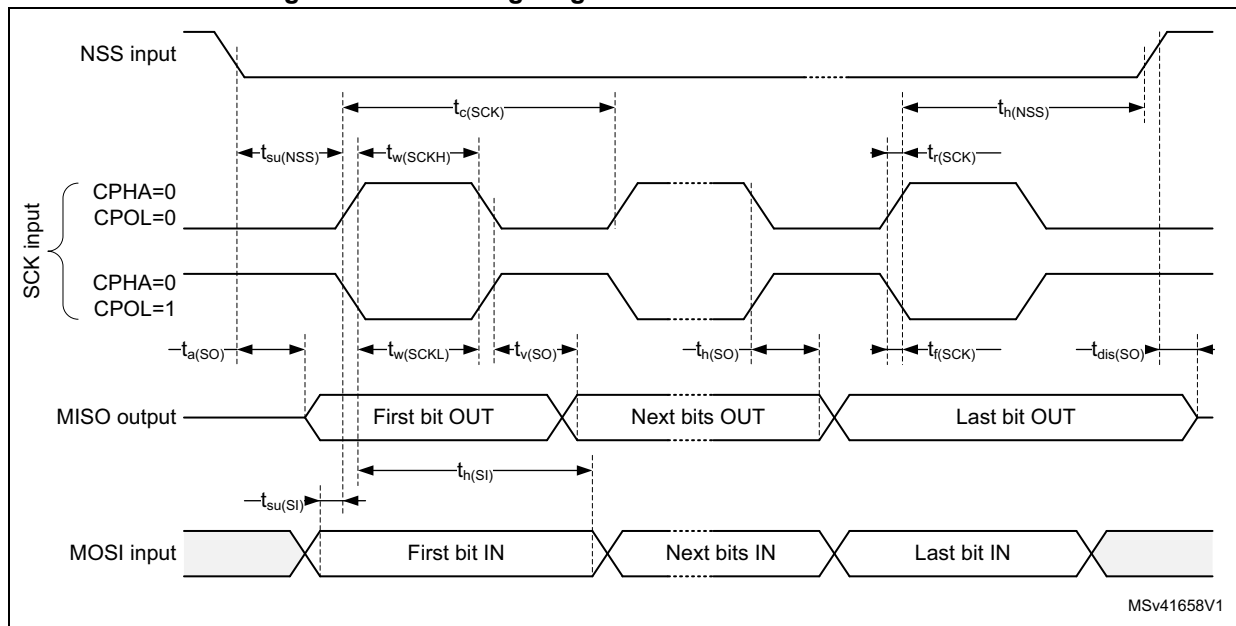 NSS input
tc(SCK)
th(NSS)
tsu(NSS)
tw(SCKH)
tr(SCK)
SCK input
CPHA=0
CPOL=0
CPHA=0
CPOL=1
ta(SO)
tw(SCKL)
tv(SO)
th(SO)
tf(SCK)
tdis(SO)
MISO output
First bit OUT
Next bits OUT
Last bit OUT
th(SI)
tsu(SI)
MOSI input
First bit IN
Next bits IN
Last bit IN
MSv41658V1